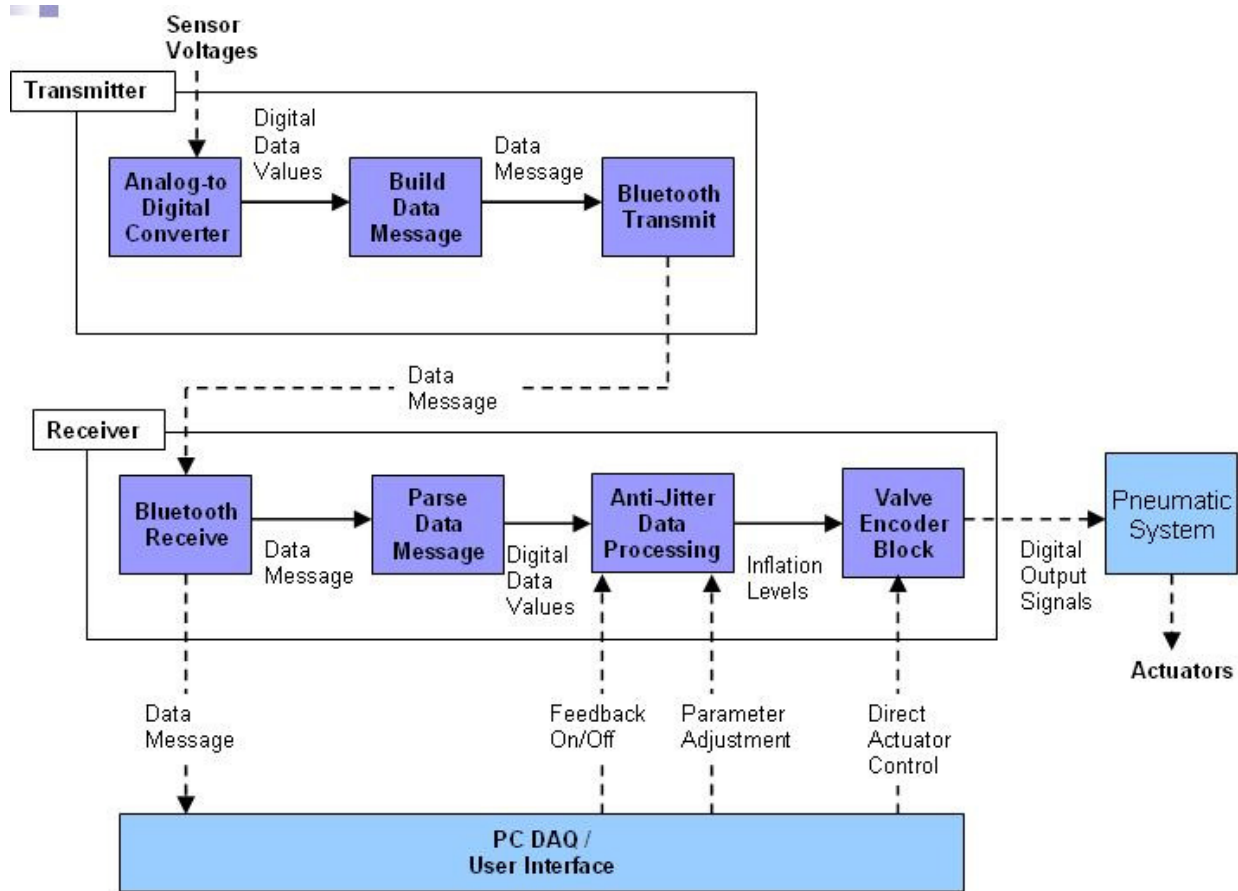 Sensor
Voltages
Transmitter
Digital
Data
Values
Data
Message
Analog-to
Digital
Converter
Build
Data
Message
Bluetooth
Transmit
Data
Message
Receiver
Bluetooth
Receive
Data
Message
Parse
Data
Message
Digital
Data
Values
Anti-Jitter
Data
Processing
Inflation
Levels
Valve
Encoder
Block
Digital
Output
Signals
Pneumatic
System
Actuators
Data
Message
Feedback
On/Off
Parameter
Adjustment
Direct
Actuator
Control
PC DAQ /
User Interface